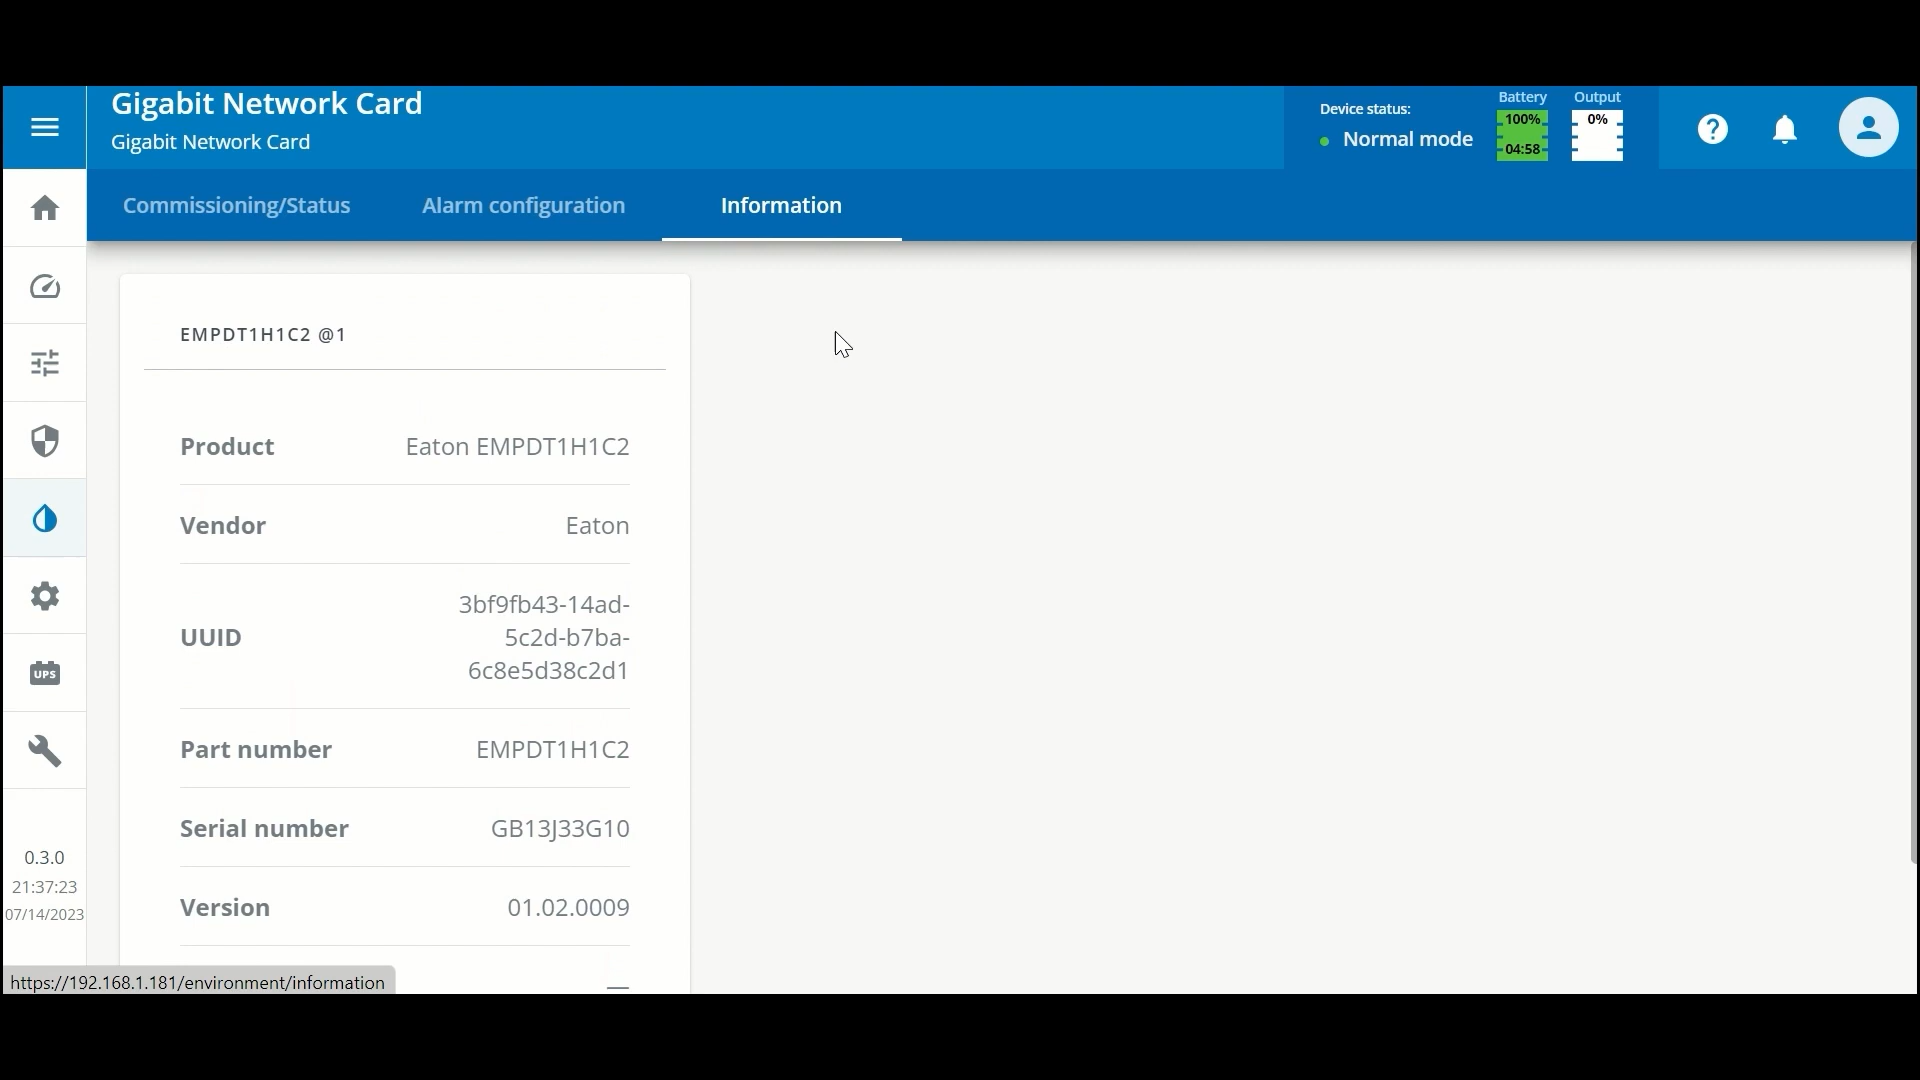 Gigabit Network Card
Gigabit Network Card
Device status:
Normal mode
Battery
100%
04:58
Output
0%
Commissioning/Status
Alarm configuration
Information
EMPDT1H1C2 @1
Product
Eaton EMPDT1H1C2
Vendor
Eaton
UUID
3bf9fb43-14ad-
5c2d-b7ba-
6c8e5d38c2d1
Part number
EMPDT1H1C2
Serial number
GB13J33G10
Version
01.02.0009
UPS
0.3.0
21:37:23
07/14/2023
https://192.168.1.181/environment/information